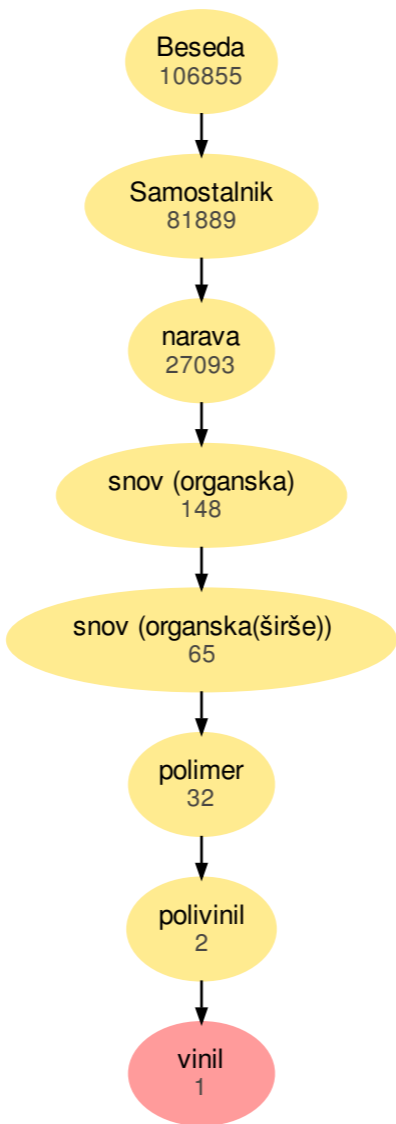 Beseda
106855
Samostalnik
81889
narava
27093
snov (organska)
148
snov (organska(širše))
65
polimer
32
polivinil
2
vinil
1